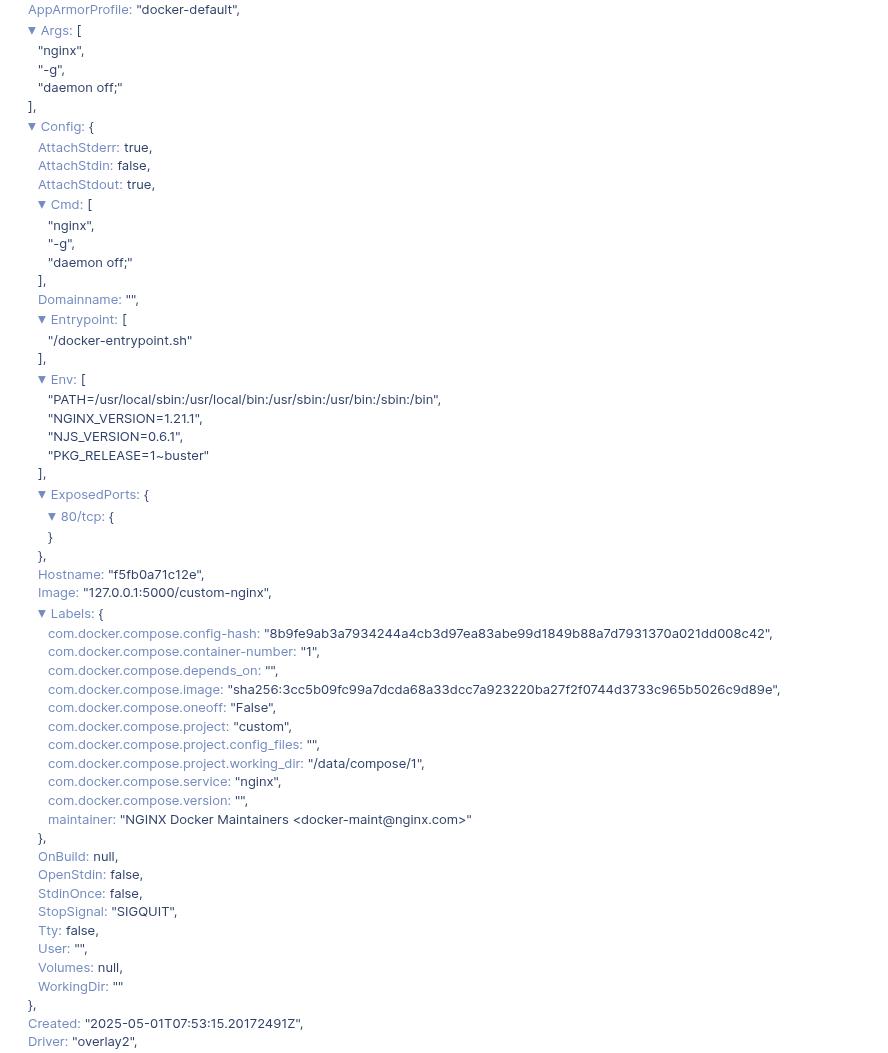 AppArmorProfile: "docker-default",
▼ Args: [
"nginx",
"-g",
"daemon off;"
],
▼ Config: {
AttachStderr: true,
AttachStdin: false,
AttachStdout: true,
▼ Cmd: [
"nginx",
"-g",
"daemon off;"
],
Domainname: "",
▼ Entrypoint: [
"/docker-entrypoint.sh"
],
▼ Env: [
"PATH=/usr/local/sbin:/usr/local/bin:/usr/sbin:/usr/bin:/sbin:/bin",
"NGINX_VERSION=1.21.1",
"NJS_VERSION=0.6.1",
"PKG_RELEASE=1~buster"
],
▼ ExposedPorts: {
▼ 80/tcp: {
}
},
Hostname: "f5fb0a71c12e",
Image: "127.0.0.1:5000/custom-nginx",
▼ Labels: {
com.docker.compose.config-hash: "8b9fe9ab3a7934244a4cb3d97ea83abe99d1849b88a7d7931370a021dd008c42",
com.docker.compose.container-number: "1",
com.docker.compose.depends_on: "",
com.docker.compose.image: "sha256:3cc5b09fc99a7dcda68a33dcc7a923220ba27f2f0744d3733c965b5026c9d89e",
com.docker.compose.oneoff: "False",
com.docker.compose.project: "custom",
com.docker.compose.project.config_files: "",
com.docker.compose.project.working_dir: "/data/compose/1",
com.docker.compose.service: "nginx",
com.docker.compose.version: "",
maintainer: "NGINX Docker Maintainers <docker-maint@nginx.com>"
},
OnBuild: null,
OpenStdin: false,
StdinOnce: false,
StopSignal: "SIGQUIT",
Tty: false,
User: "",
Volumes: null,
WorkingDir: ""
},
Created: "2025-05-01T07:53:15.20172491Z",
Driver: "overlay2",